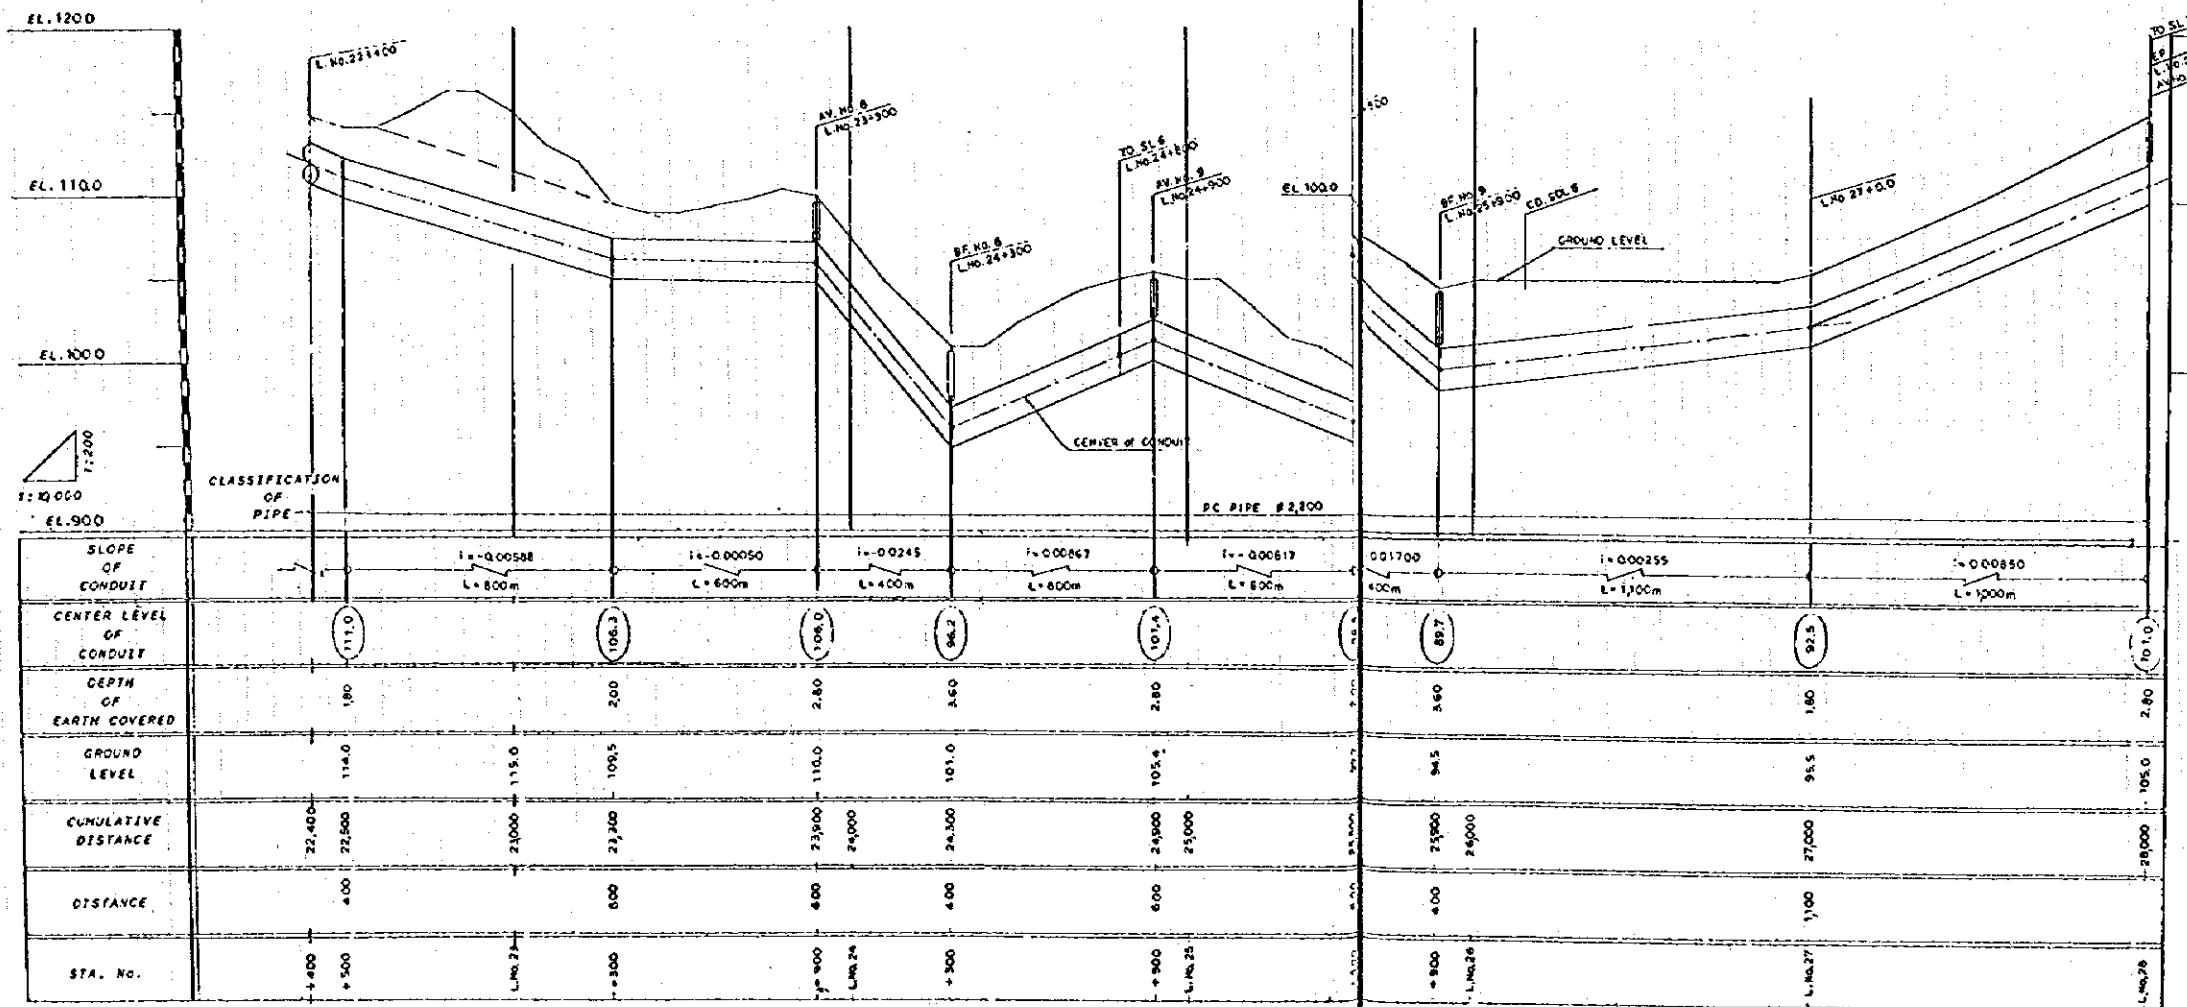 EL.120.0
L.No.22+400
AV. No. 8
L.No.23+900
TO. SL 6
L.No.24+800
AV. No. 9
L.No.24+900
EL.110.0
EL.100.0
BF. No. 9
L.No.25+900
CO. SOL 6
L.No.27+0.0
GROUND LEVEL
BF. No. 8
L.No.24+300
EL.100.0
CENTER of CONDUIT
1:200
1:10,000
CLASSIFICATION
OF
PIPE
PC PIPE ø2,200
EL.90.0
SLOPE
OF
CONDUIT
i=-0.00588
L=800m
i=-0.00050
L=600m
i=-0.0245
L=400m
i=0.00867
L=600m
i=-0.00617
L=600m
0.01700
400m
i=0.00255
L=1,100m
i=0.00850
L=1,000m
CENTER LEVEL
OF
CONDUIT
111.0
106.3
106.0
96.2
101.4
89.7
92.5
101.0
DEPTH
OF
EARTH COVERED
1.80
2.00
2.80
3.60
2.80
3.60
1.80
2.80
GROUND
LEVEL
114.0
115.0
109.5
110.0
101.0
105.4
94.5
95.5
105.0
CUMULATIVE
DISTANCE
22,400
22,500
23,000
23,300
23,900
24,000
24,300
24,900
25,000
25,900
26,000
27,000
28,000
DISTANCE
400
600
400
600
400
1,100
STA. No.
+400
+500
L.No.23
+300
+900
L.No.24
+300
+900
L.No.25
+900
L.No.26
L.No.27
L.No.28